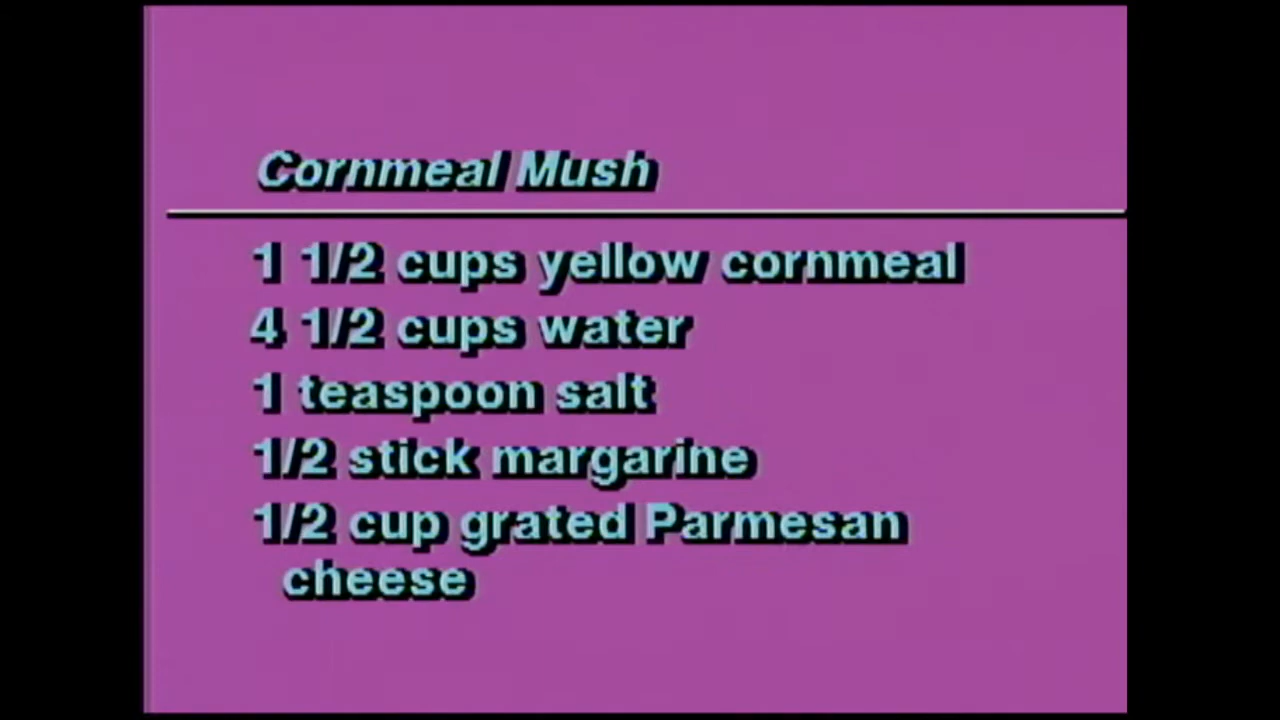 Cornmeal Mush
1 1/2 cups yellow cornmeal
4 1/2 cups water
1 teaspoon salt
1/2 stick margarine
1/2 cup grated Parmesan
cheese